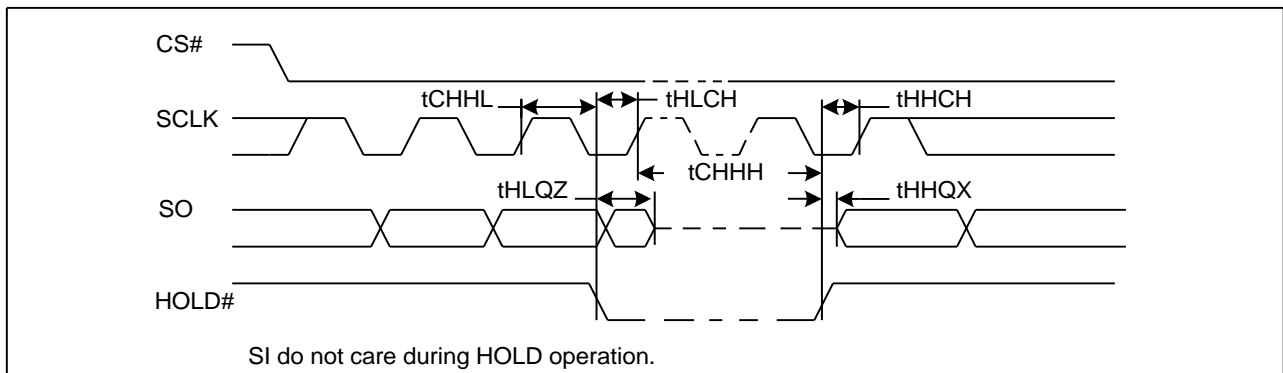 CS#
tCHHL tHLCH tHHCH
SCLK
tCHHH
tHLQZ tHHQX
SO
HOLD#
SI do not care during HOLD operation.